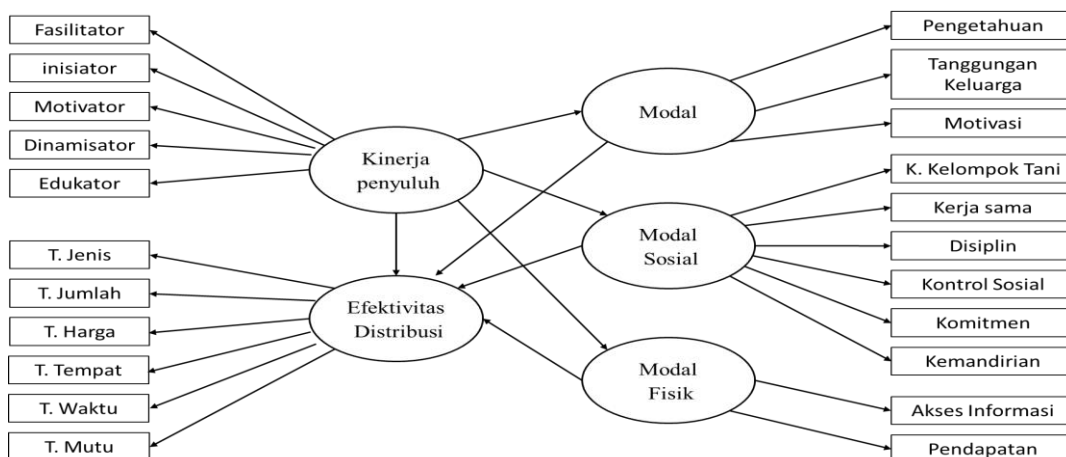 Fasilitator
inisiator
Motivator
Dinamisator
Edukator
T. Jenis
T. Jumlah
T. Harga
T. Tempat
T. Waktu
T. Mutu
Kinerja
penyuluh
Efektivitas
Distribusi
Modal
Modal
Sosial
Modal
Fisik
Pengetahuan
Tanggungan
Keluarga
Motivasi
K. Kelompok Tani
Kerja sama
Disiplin
Kontrol Sosial
Komitmen
Kemandirian
Akses Informasi
Pendapatan